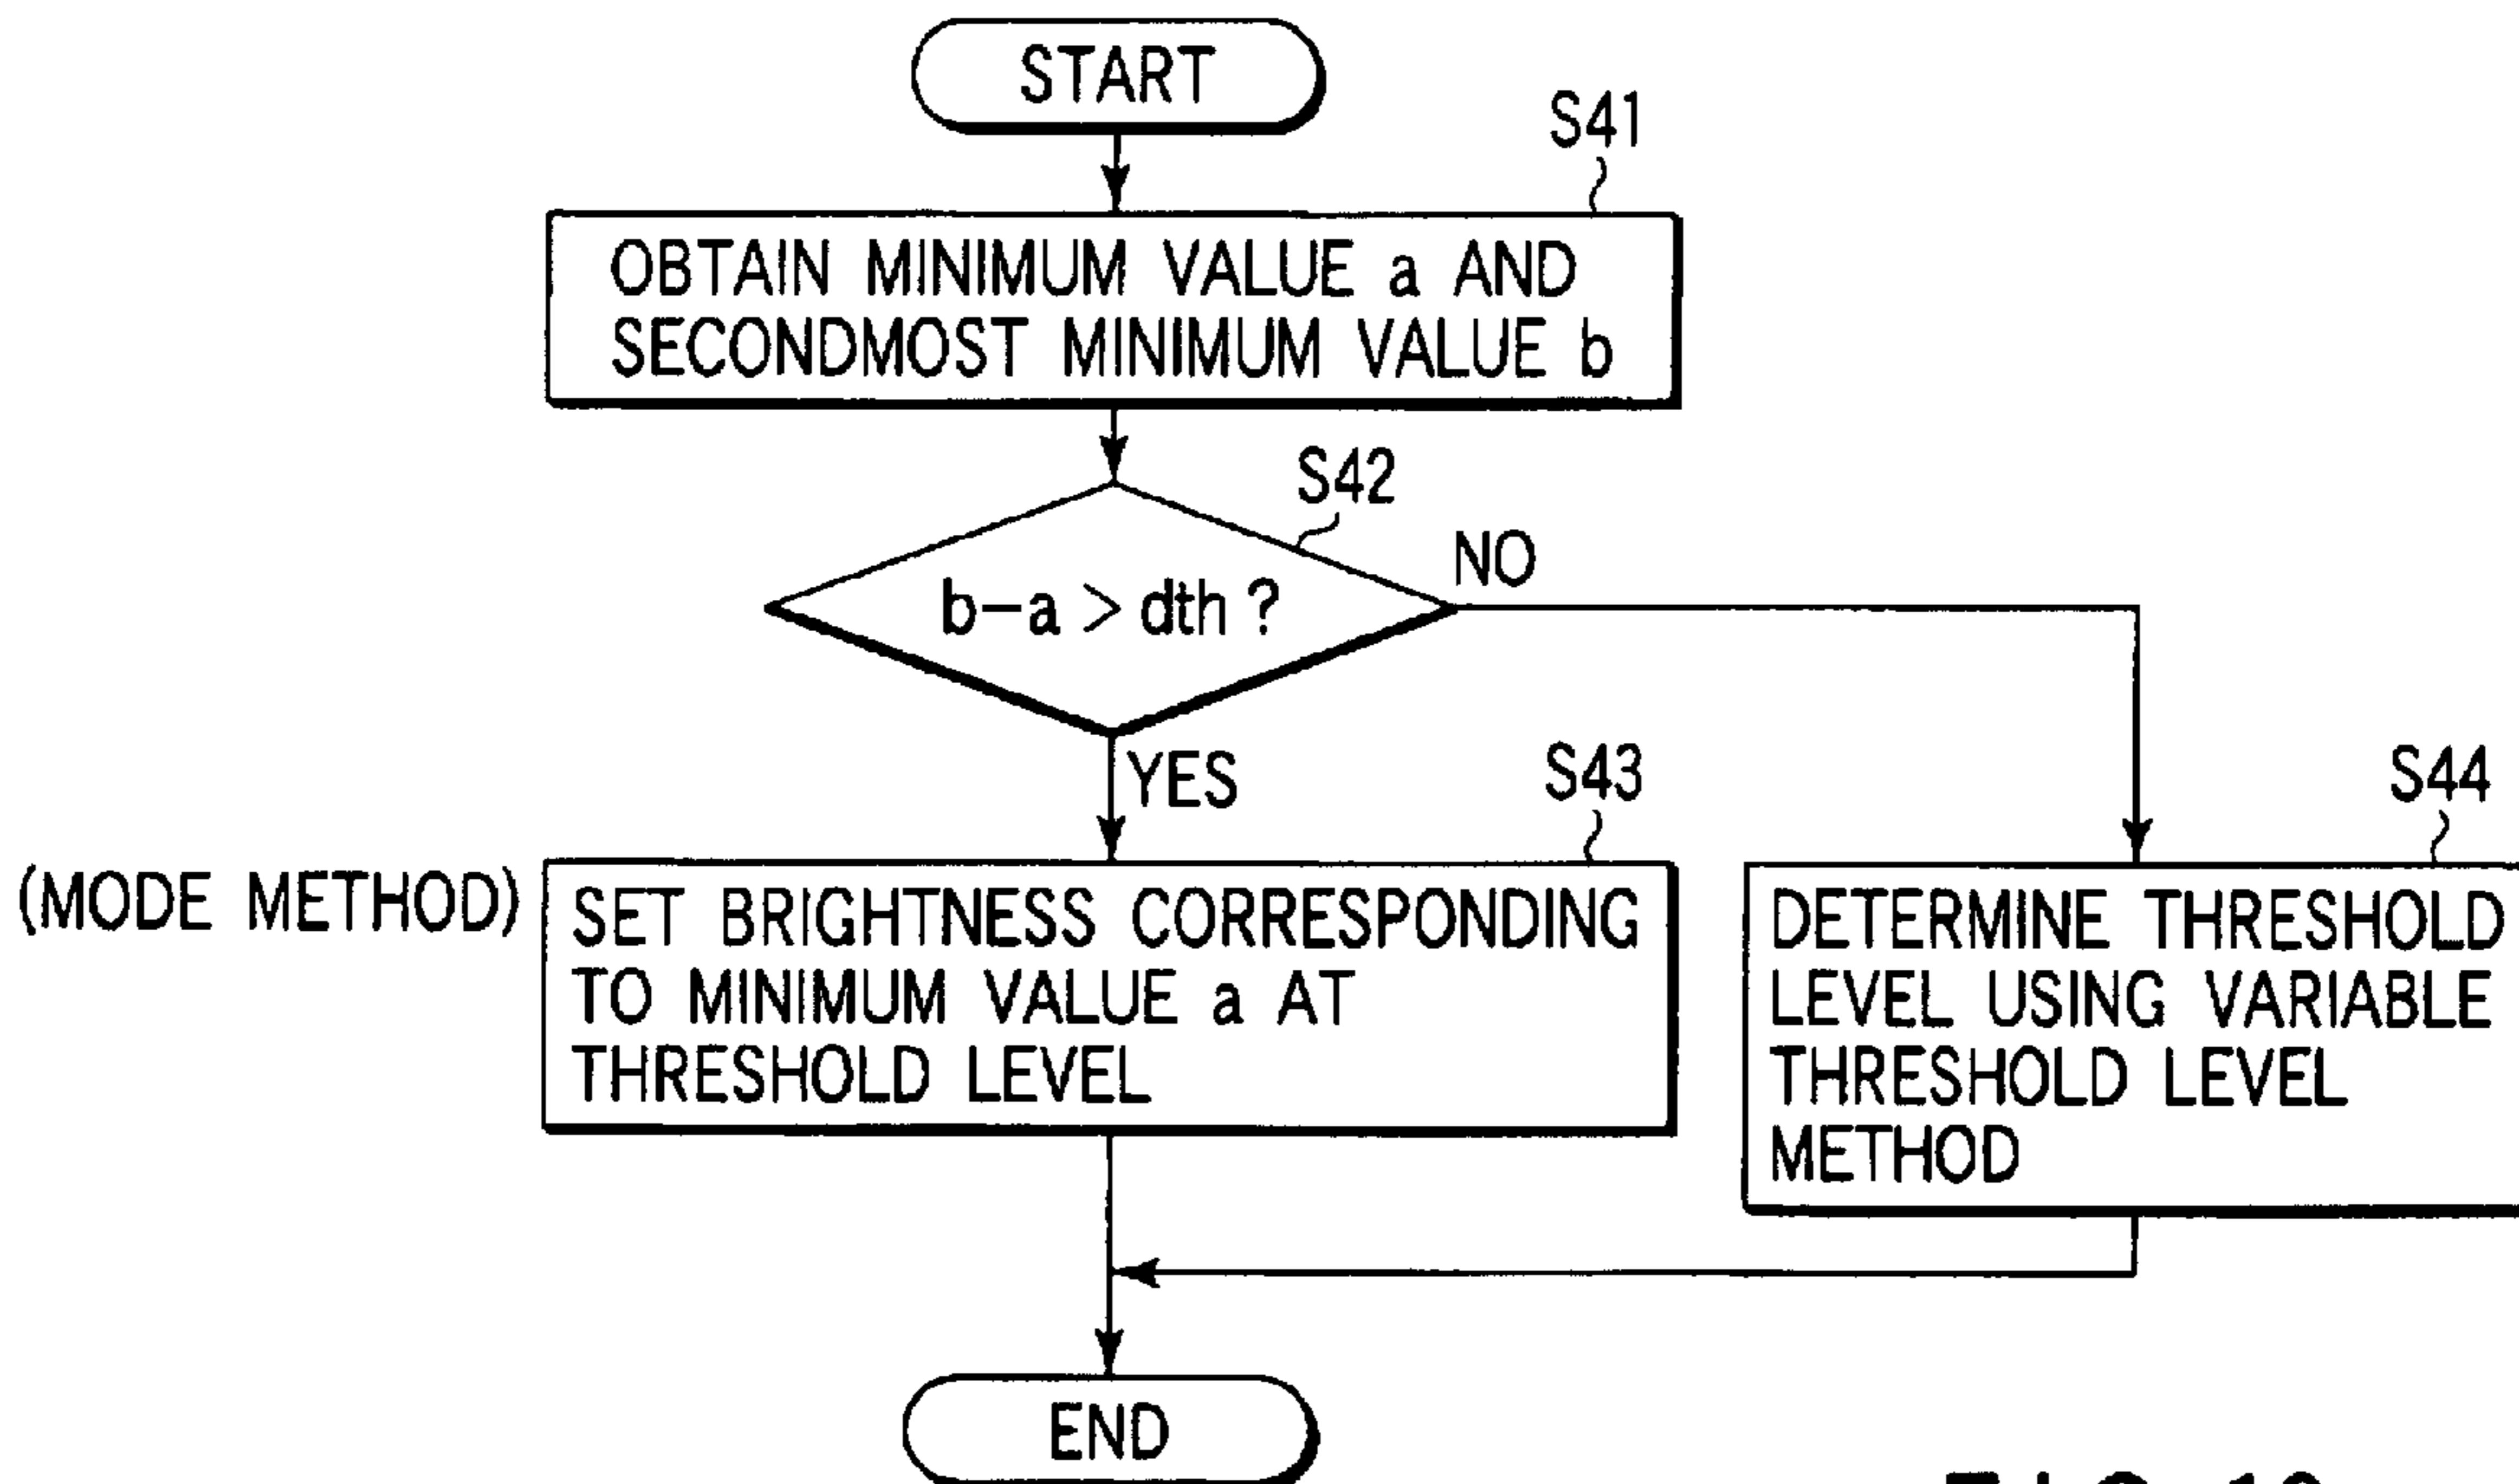 START
S41
OBTAIN MINIMUM VALUE a AND
SECONDMOST MINIMUM VALUE b
S42
b-a > dth ?
NO
YES
S43
S44
(MODE METHOD)
SET BRIGHTNESS CORRESPONDING
TO MINIMUM VALUE a AT
THRESHOLD LEVEL
DETERMINE THRESHOLD
LEVEL USING VARIABLE
THRESHOLD LEVEL
METHOD
END